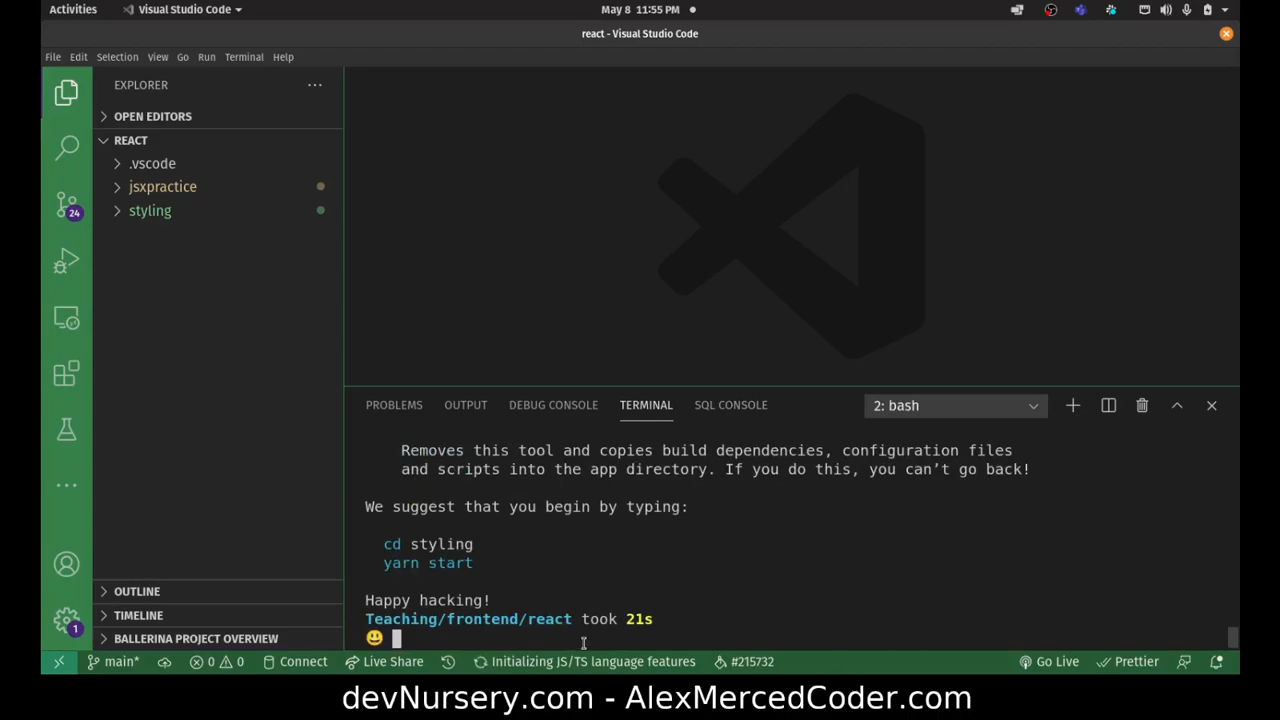 Activities Visual Studio Code May 8 11:55 PM
react - Visual Studio Code
File Edit Selection View Go Run Terminal Help
EXPLORER
OPEN EDITORS
REACT
.vscode
jsxpractice
styling
24
OUTLINE
TIMELINE
BALLERINA PROJECT OVERVIEW
1
PROBLEMS OUTPUT DEBUG CONSOLE TERMINAL SQL CONSOLE 2: bash
Removes this tool and copies build dependencies, configuration files
and scripts into the app directory. If you do this, you can’t go back!
We suggest that you begin by typing:
cd styling
yarn start
Happy hacking!
Teaching/frontend/react took 21s
main* 0 0 Connect Live Share Initializing JS/TS language features #215732 Go Live Prettier
devNursery.com - AlexMercedCoder.com